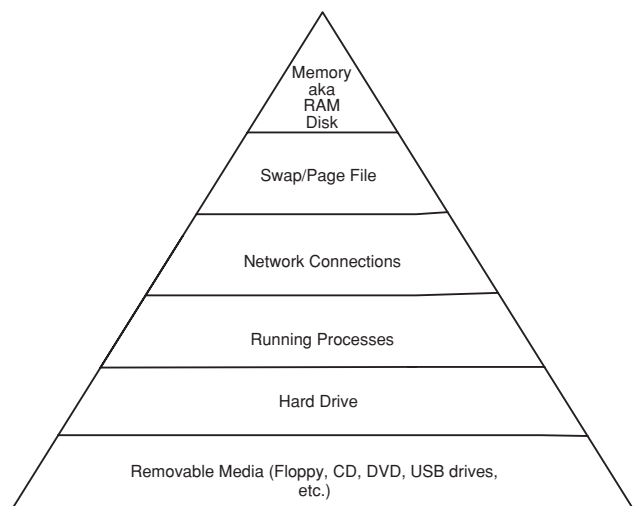 Memory
aka
RAM
Disk
Swap/Page File
Network Connections
Running Processes
Hard Drive
Removable Media (Floppy, CD, DVD, USB drives,
etc.)